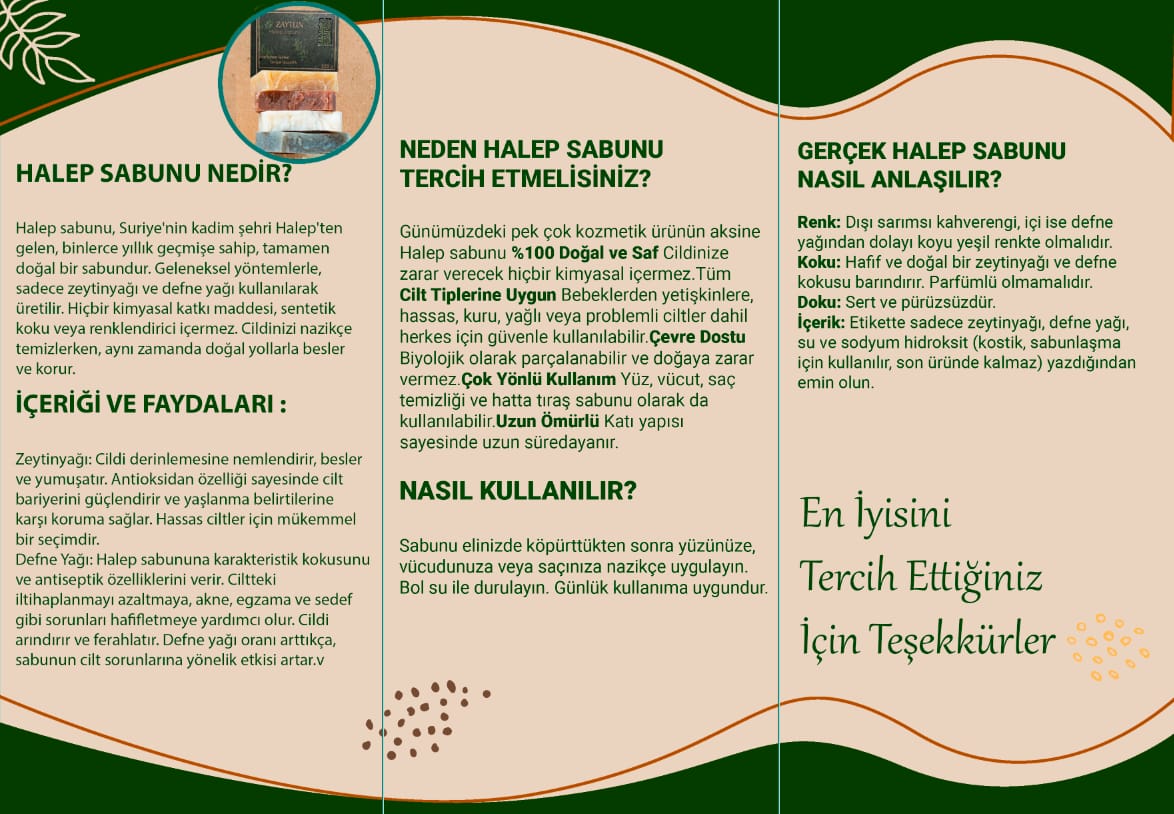 ZAYTUN
HALEP SABUNU NEDİR?
Halep sabunu, Suriye'nin kadim şehri Halep'ten
gelen, binlerce yıllık geçmişe sahip, tamamen
doğal bir sabundur. Geleneksel yöntemlerle,
sadece zeytinyağı ve defne yağı kullanılarak
üretilir. Hiçbir kimyasal katkı maddesi, sentetik
koku veya renklendirici içermez. Cildinizi nazikçe
temizlerken, aynı zamanda doğal yollarla besler
ve korur.
İÇERİĞİ VE FAYDALARI :
Zeytinyağı: Cildi derinlemesine nemlendirir, besler
ve yumuşatır. Antioksidan özelliği sayesinde cilt
bariyerini güçlendirir ve yaşlanma belirtilerine
karşı koruma sağlar. Hassas ciltler için mükemmel
bir seçimdir.
Defne Yağı: Halep sabununa karakteristik kokusunu
ve antiseptik özelliklerini verir. Ciltteki
iltihaplanmayı azaltmaya, akne, egzama ve sedef
gibi sorunları hafifletmeye yardımcı olur. Cildi
arındırır ve ferahlatır. Defne yağı oranı arttıkça,
sabunun cilt sorunlarına yönelik etkisi artar.v
NEDEN HALEP SABUNU
TERCİH ETMELİSİNİZ?
Günümüzdeki pek çok kozmetik ürünün aksine
Halep sabunu %100 Doğal ve Saf Cildinize
zarar verecek hiçbir kimyasal içermez.Tüm
Cilt Tiplerine Uygun Bebeklerden yetişkinlere,
hassas, kuru, yağlı veya problemli ciltler dahil
herkes için güvenle kullanılabilir.Çevre Dostu
Biyolojik olarak parçalanabilir ve doğaya zarar
vermez.Çok Yönlü Kullanım Yüz, vücut, saç
temizliği ve hatta tıraş sabunu olarak da
kullanılabilir.Uzun Ömürlü Katı yapısı
sayesinde uzun süredayanır.
NASIL KULLANILIR?
Sabunu elinizde köpürttükten sonra yüzünüze,
vücudunuza veya saçınıza nazikçe uygulayın.
Bol su ile durulayın. Günlük kullanıma uygundur.
GERÇEK HALEP SABUNU
NASIL ANLAŞILIR?
Renk: Dışı sarımsı kahverengi, içi ise defne
yağından dolayı koyu yeşil renkte olmalıdır.
Koku: Hafif ve doğal bir zeytinyağı ve defne
kokusu barındırır. Parfümlü olmamalıdır.
Doku: Sert ve pürüzsüzdür.
İçerik: Etikette sadece zeytinyağı, defne yağı,
su ve sodyum hidroksit (kostik, sabunlaşma
için kullanılır, son üründe kalmaz) yazdığından
emin olun.
En İyisini
Tercih Ettiğiniz
İçin Teşekkürler